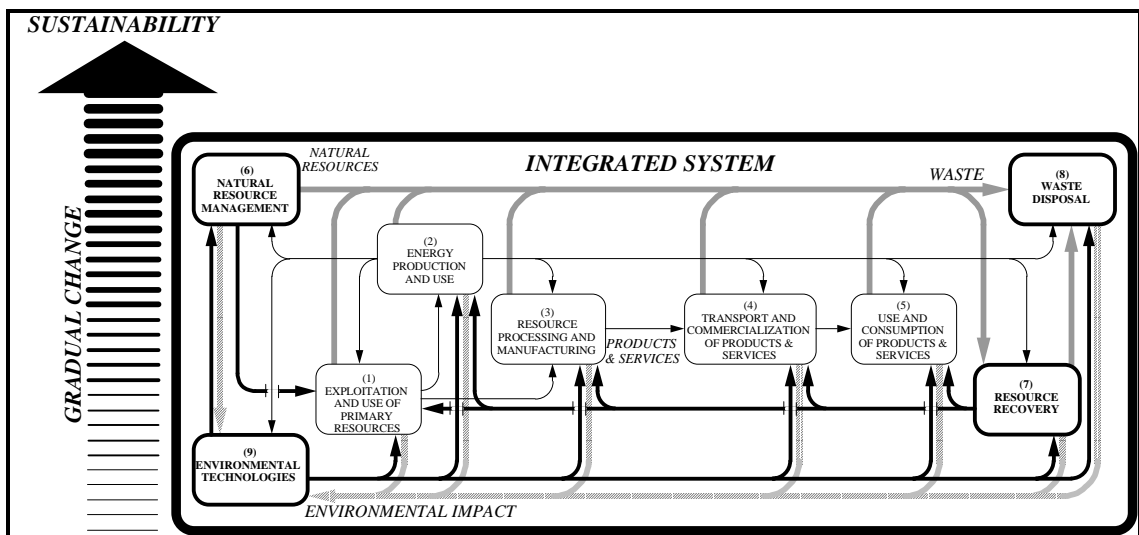 SUSTAINABILITY
GRADUAL CHANGE
INTEGRATED SYSTEM
NATURAL
RESOURCES
WASTE
(6)
NATURAL
RESOURCE
MANAGEMENT
(8)
WASTE
DISPOSAL
(2)
ENERGY
PRODUCTION
AND USE
(3)
RESOURCE
PROCESSING AND
MANUFACTURING
PRODUCTS
& SERVICES
(4)
TRANSPORT AND
COMMERCIALIZATION
OF PRODUCTS &
SERVICES
(5)
USE AND
CONSUMPTION
OF PRODUCTS &
SERVICES
(1)
EXPLOITATION
AND USE OF
PRIMARY
RESOURCES
(7)
RESOURCE
RECOVERY
(9)
ENVIRONMENTAL
TECHNOLOGIES
ENVIRONMENTAL IMPACT